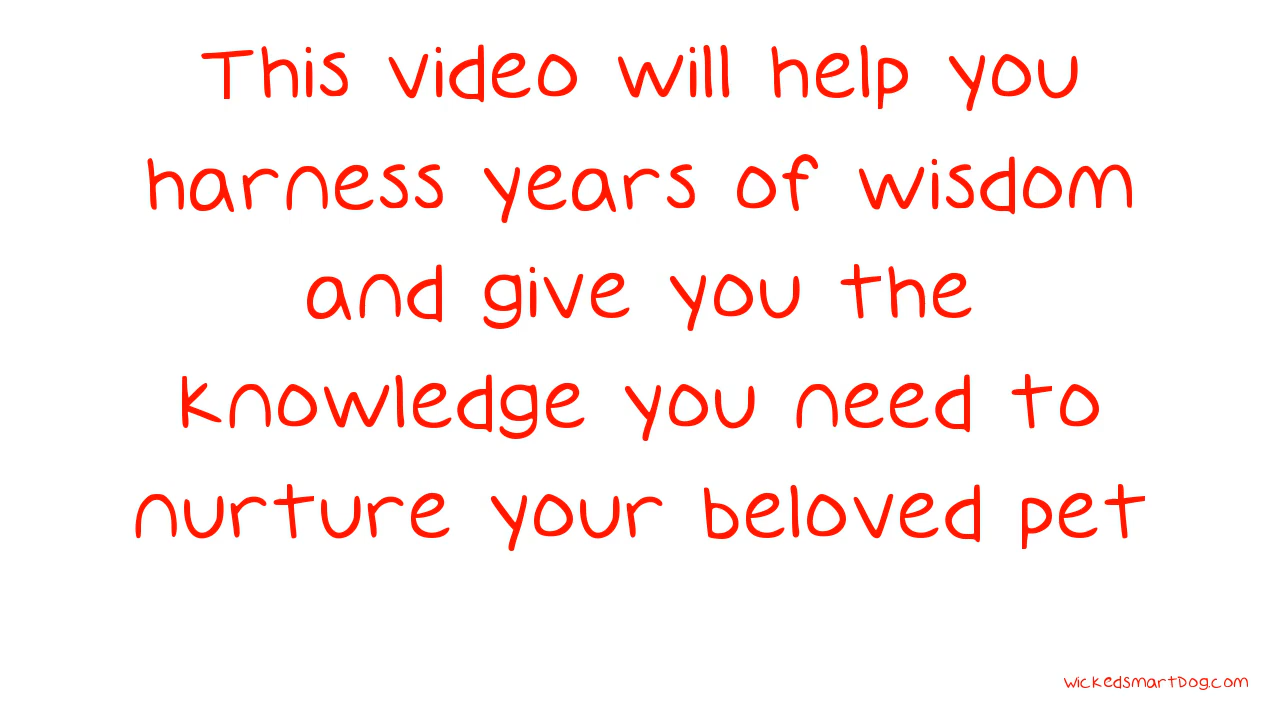 This video will help you
harness years of wisdom
and give you the
knowledge you need to
nurture your beloved pet
wickedsmartDog.com